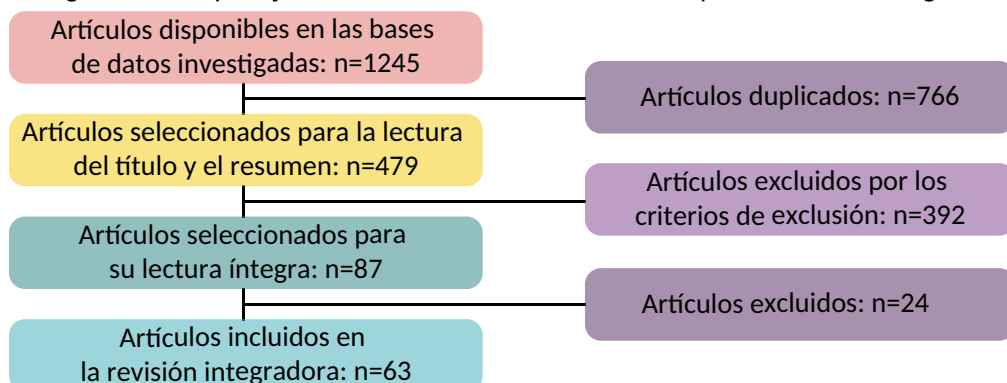 Artículos disponibles en las bases
de datos investigadas: n=1245
Artículos duplicados: n=766
Artículos seleccionados para la lectura
del título y el resumen: n=479
Artículos excluidos por los
criterios de exclusión: n=392
Artículos seleccionados para
su lectura íntegra: n=87
Artículos excluidos: n=24
Artículos incluidos en
la revisión integradora: n=63